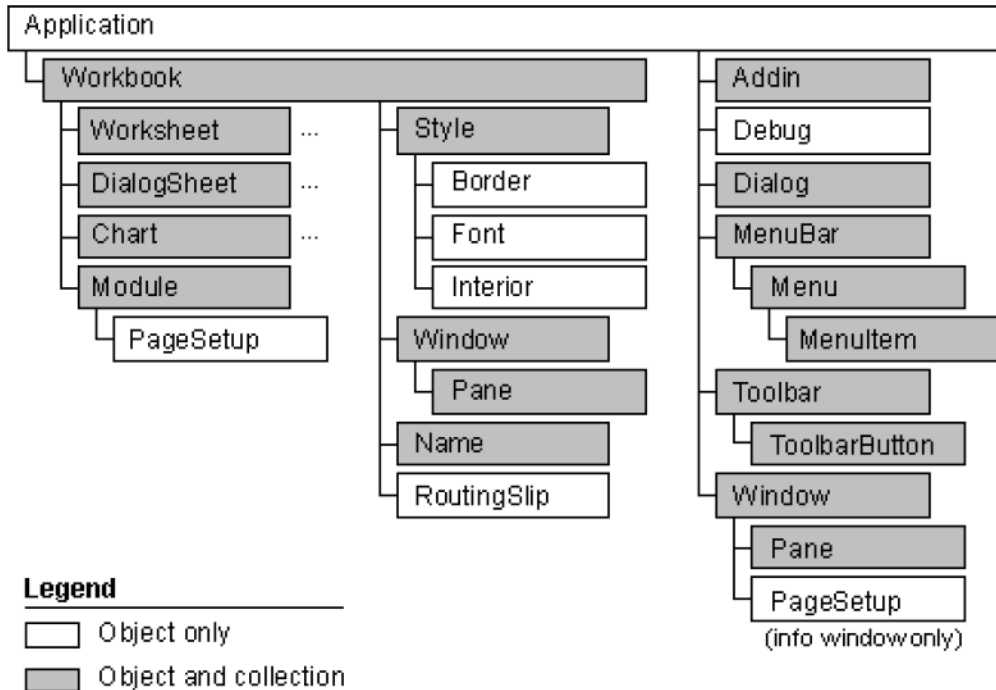 Application
Workbook
Worksheet ...
DialogSheet ...
Chart ...
Module
PageSetup
Style
Border
Font
Interior
Window
Pane
Name
RoutingSlip
Addin
Debug
Dialog
MenuBar
Menu
MenuItem
Toolbar
ToolbarButton
Window
Pane
PageSetup
(info window only)
Legend
Object only
Object and collection